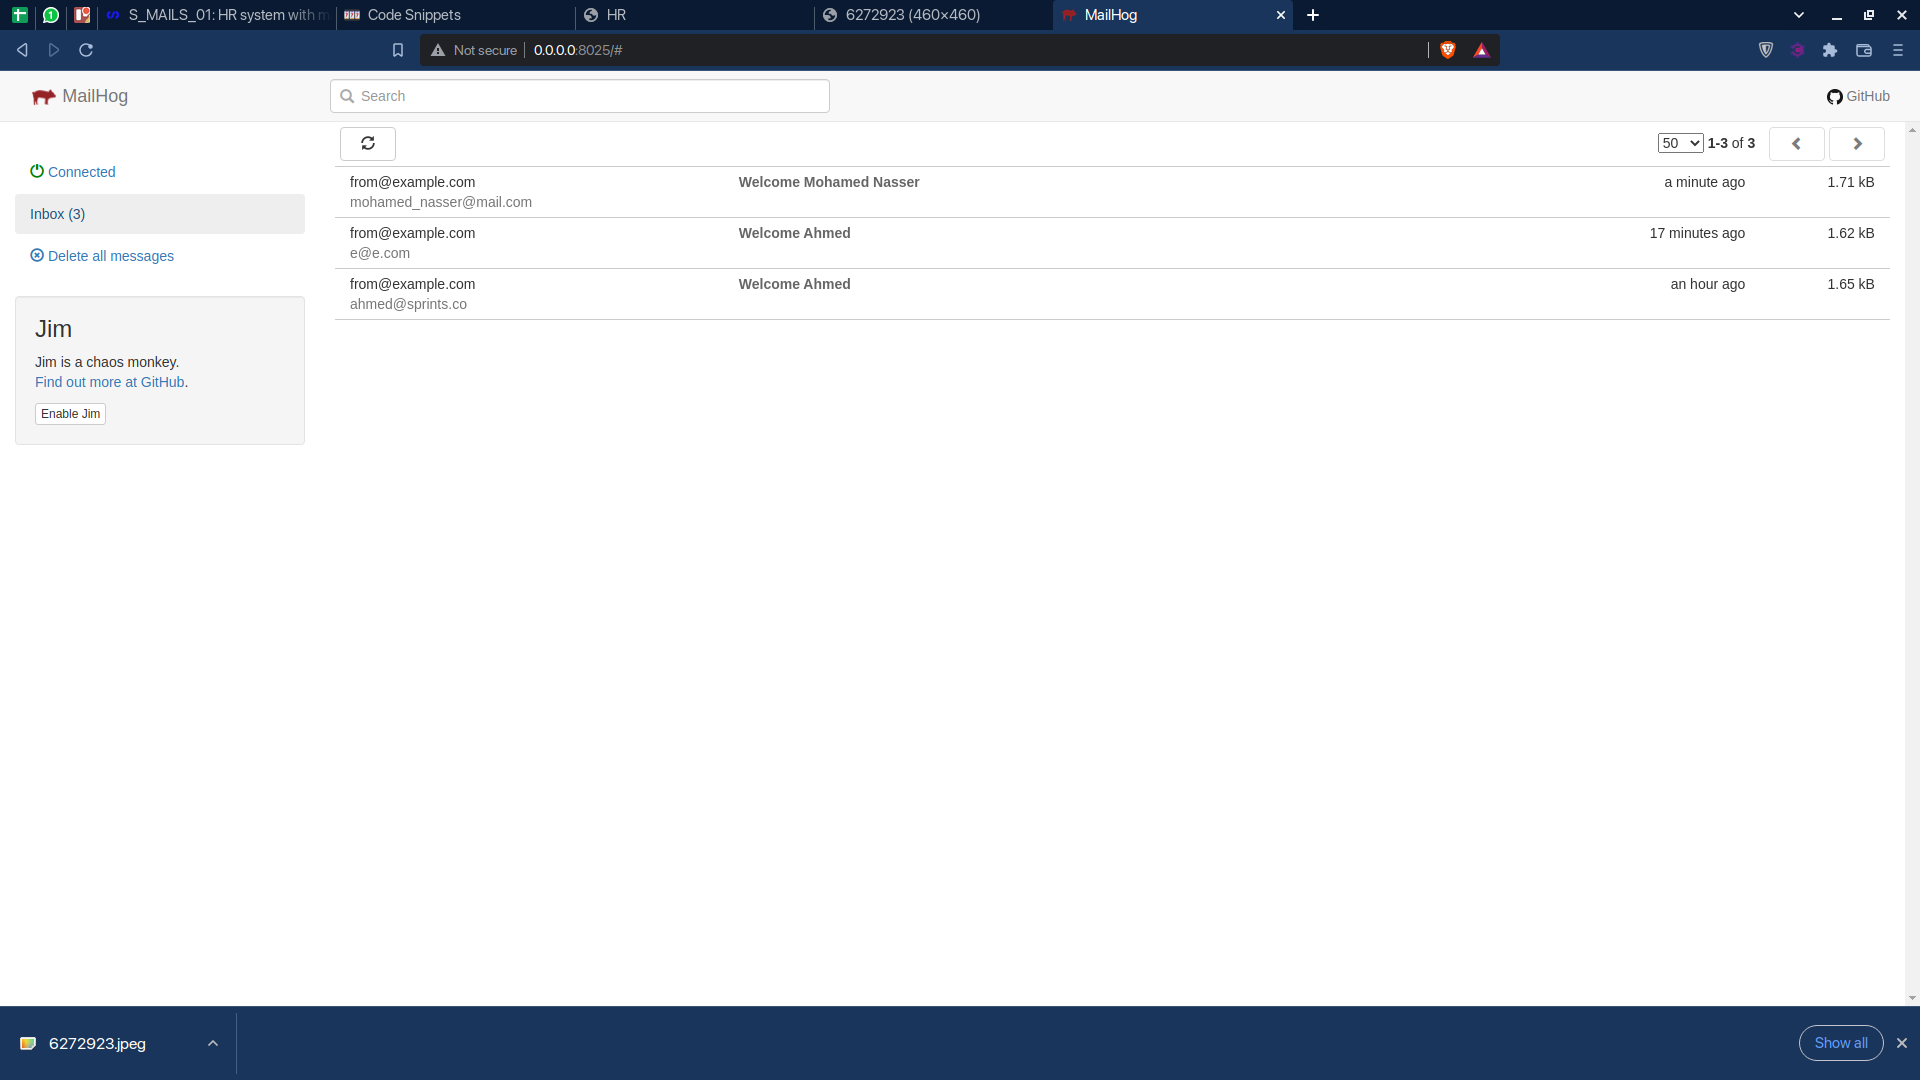 1
S_MAILS_01: HR system with m
Code Snippets
HR
6272923 (460×460)
MailHog
Not secure
0.0.0.0:8025/#
MailHog
Search
GitHub
Connected
Inbox (3)
Delete all messages
Jim
Jim is a chaos monkey.
Find out more at GitHub.
Enable Jim
50
1-3 of 3
from@example.com Welcome Mohamed Nasser a minute ago 1.71 kB
mohamed_nasser@mail.com
from@example.com Welcome Ahmed 17 minutes ago 1.62 kB
e@e.com
from@example.com Welcome Ahmed an hour ago 1.65 kB
ahmed@sprints.co
6272923.jpeg
Show all